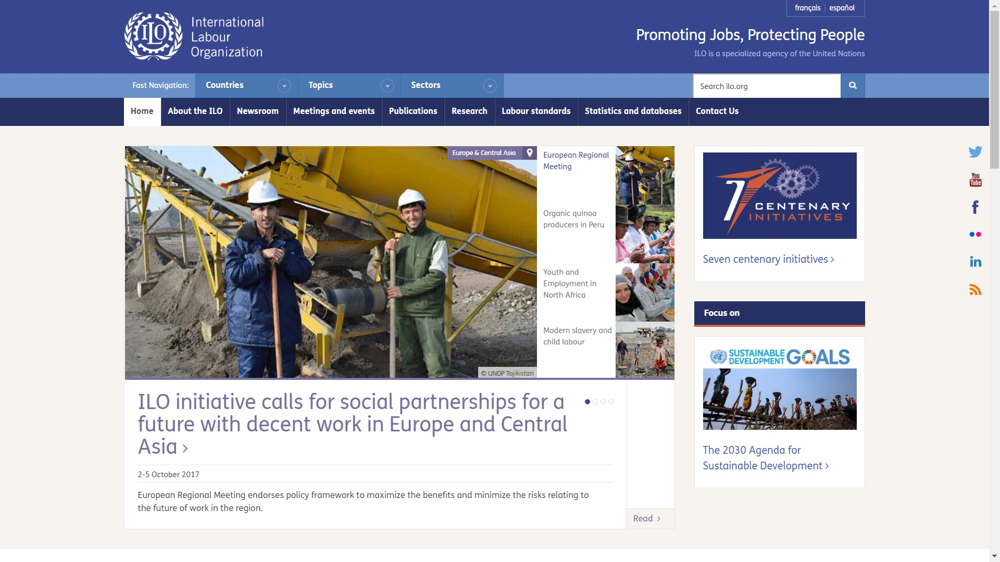 français
español
ILO
International
Labour
Organization
Promoting Jobs, Protecting People
ILO is a specialized agency of the United Nations
Fast Navigation:
Countries
Topics
Sectors
Search ilo.org
Home
About the ILO
Newsroom
Meetings and events
Publications
Research
Labour standards
Statistics and databases
Contact Us
Europe & Central Asia
© UNDP Tajikistan
European Regional
Meeting
Organic quinoa
producers in Peru
Youth and
Employment in
North Africa
Modern slavery and
child labour
ILO initiative calls for social partnerships for a
future with decent work in Europe and Central
Asia
2-5 October 2017
European Regional Meeting endorses policy framework to maximize the benefits and minimize the risks relating to
the future of work in the region.
Read
7 CENTENARY
INITIATIVES
Seven centenary initiatives
Focus on
SUSTAINABLE
DEVELOPMENT GOALS
The 2030 Agenda for
Sustainable Development
You
Tube
f
in